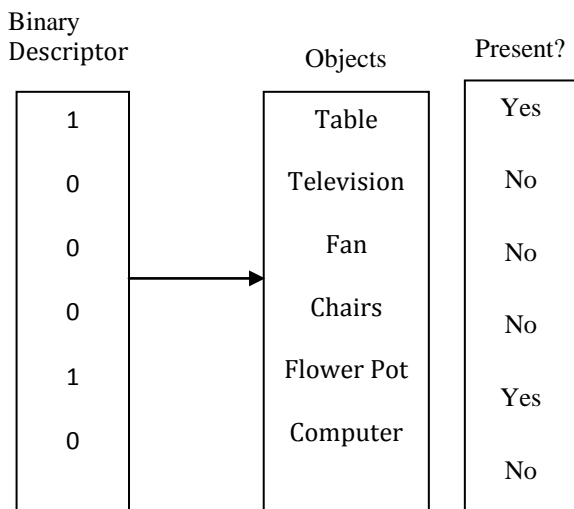 Binary
Descriptor
Objects
Present?
1
Table
Yes
0
Television
No
0
Fan
No
0
Chairs
No
1
Flower Pot
Yes
0
Computer
No